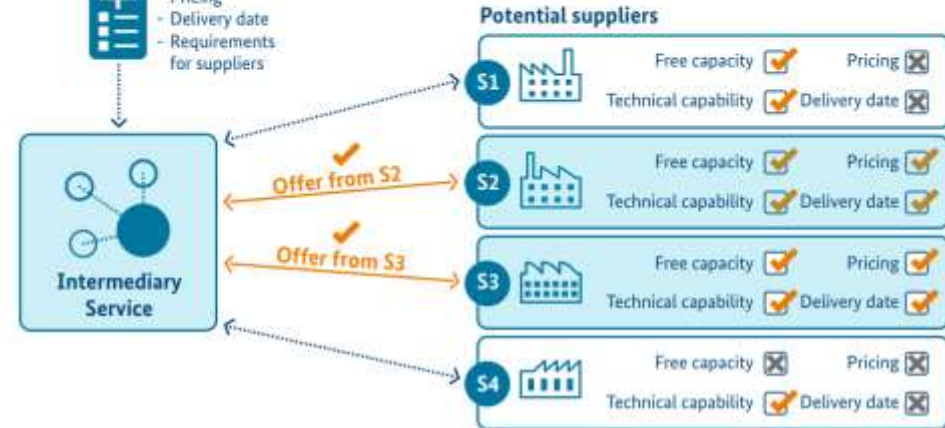 - Pricing
- Delivery date
- Requirements
for suppliers
Potential suppliers
S1
Free capacity
Pricing
Technical capability
Delivery date
Offer from S2
S2
Free capacity
Pricing
Technical capability
Delivery date
Offer from S3
Intermediary
Service
S3
Free capacity
Pricing
Technical capability
Delivery date
S4
Free capacity
Pricing
Technical capability
Delivery date